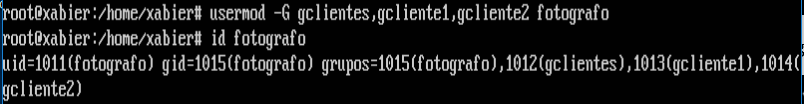 root@xabier:/home/xabier# usermod -G gclientes,gcliente1,gcliente2 fotografo
root@xabier:/home/xabier# id fotografo
uid=1011(fotografo) gid=1015(fotografo) grupos=1015(fotografo),1012(gclientes),1013(gcliente1),1014(
gcliente2)